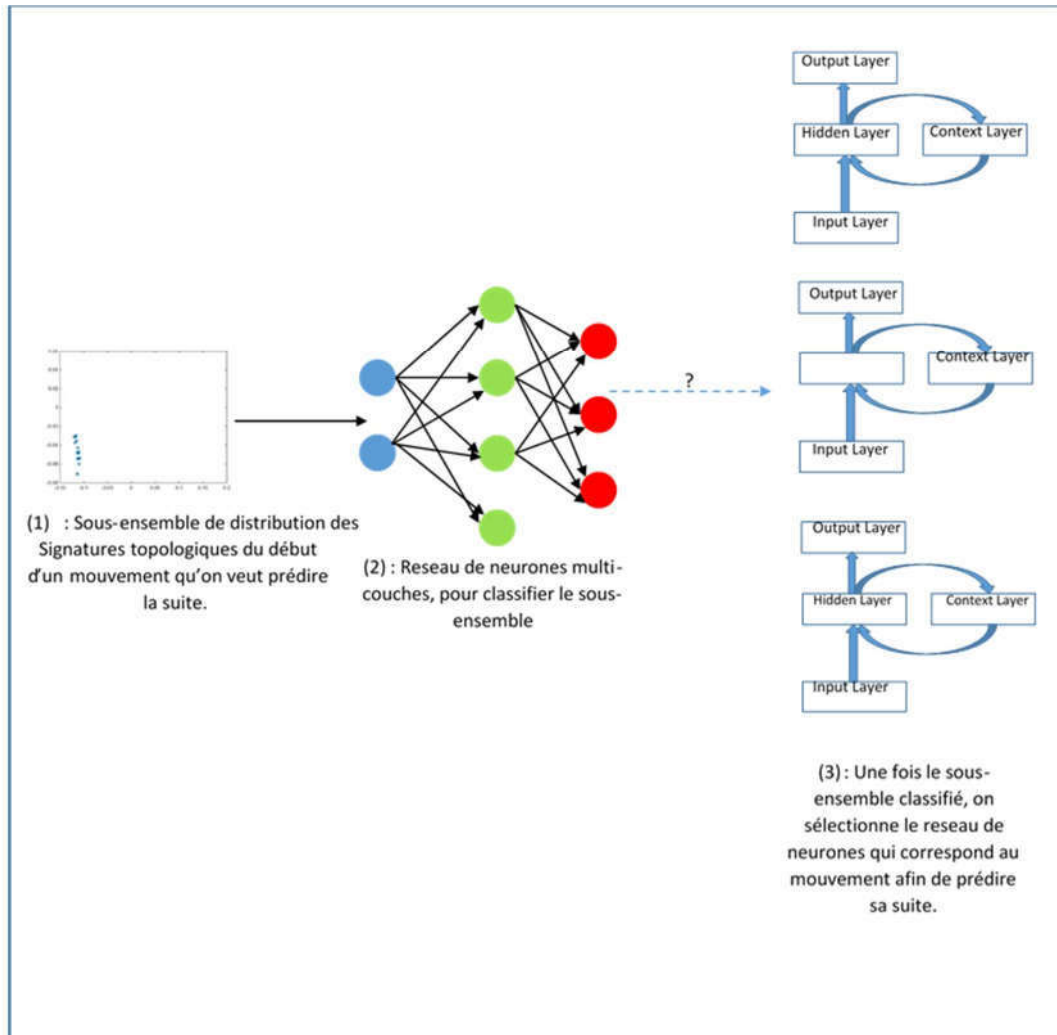 Output Layer
Hidden Layer
Context Layer
Input Layer
Output Layer
Context Layer
Input Layer
?
(1) : Sous-ensemble de distribution des
Signatures topologiques du début
d'un mouvement qu'on veut prédire
la suite.
(2) : Reseau de neurones multi-
couches, pour classifier le sous-
ensemble
Output Layer
Hidden Layer
Context Layer
Input Layer
(3) : Une fois le sous-
ensemble classifié, on
sélectionne le reseau de
neurones qui correspond au
mouvement afin de prédire
sa suite.